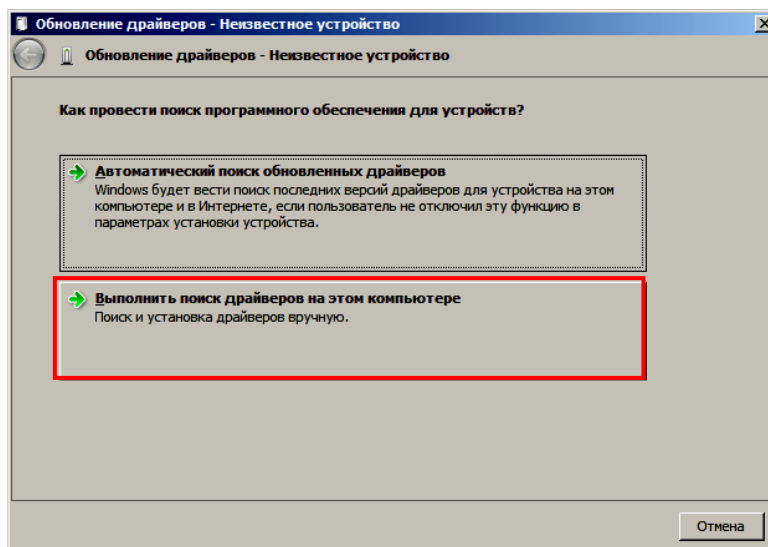 Обновление драйверов - Неизвестное устройство
Обновление драйверов - Неизвестное устройство
Как провести поиск программного обеспечения для устройств?
Автоматический поиск обновленных драйверов
Windows будет вести поиск последних версий драйверов для устройства на этом
компьютере и в Интернете, если пользователь не отключил эту функцию в
параметрах установки устройства.
Выполнить поиск драйверов на этом компьютере
Поиск и установка драйверов вручную.
Отмена